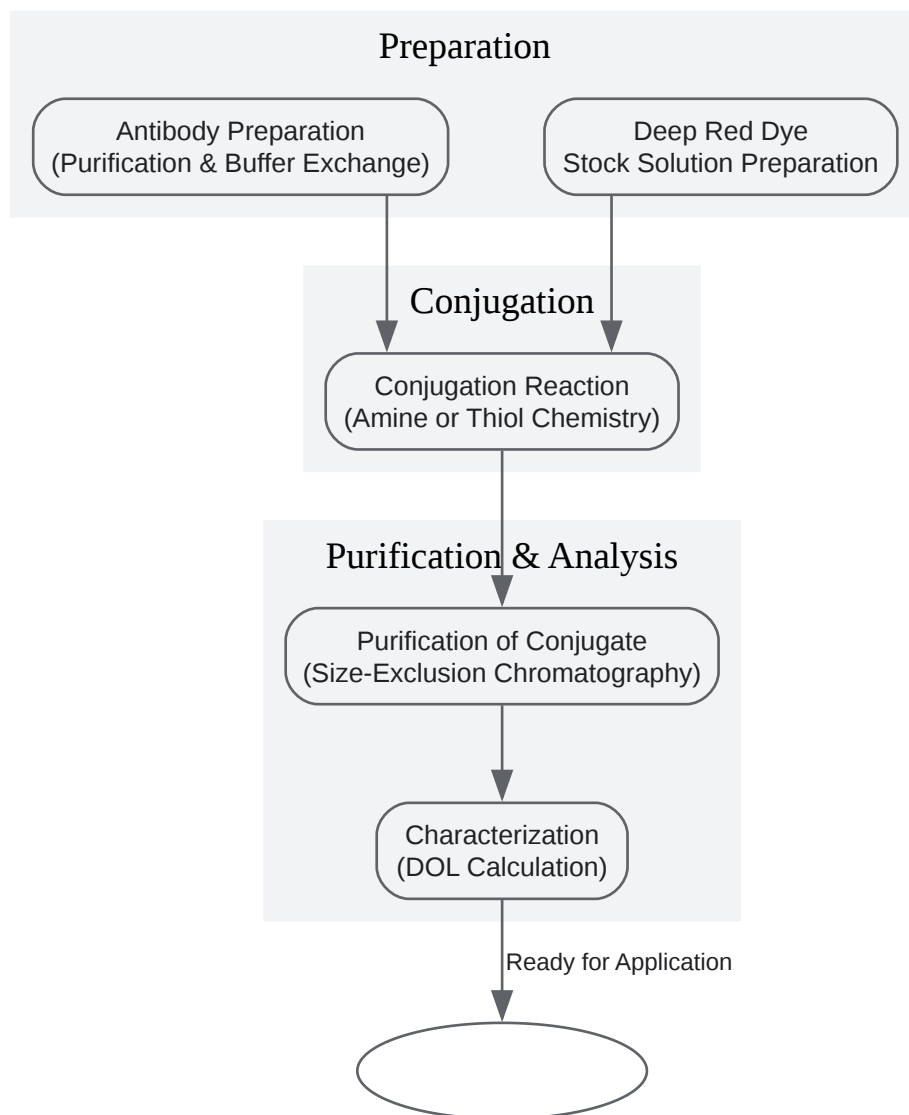 Preparation
Antibody Preparation
(Purification & Buffer Exchange)
Deep Red Dye
Stock Solution Preparation
Conjugation
Conjugation Reaction
(Amine or Thiol Chemistry)
Purification & Analysis
Purification of Conjugate
(Size-Exclusion Chromatography)
Characterization
(DOL Calculation)
Ready for Application